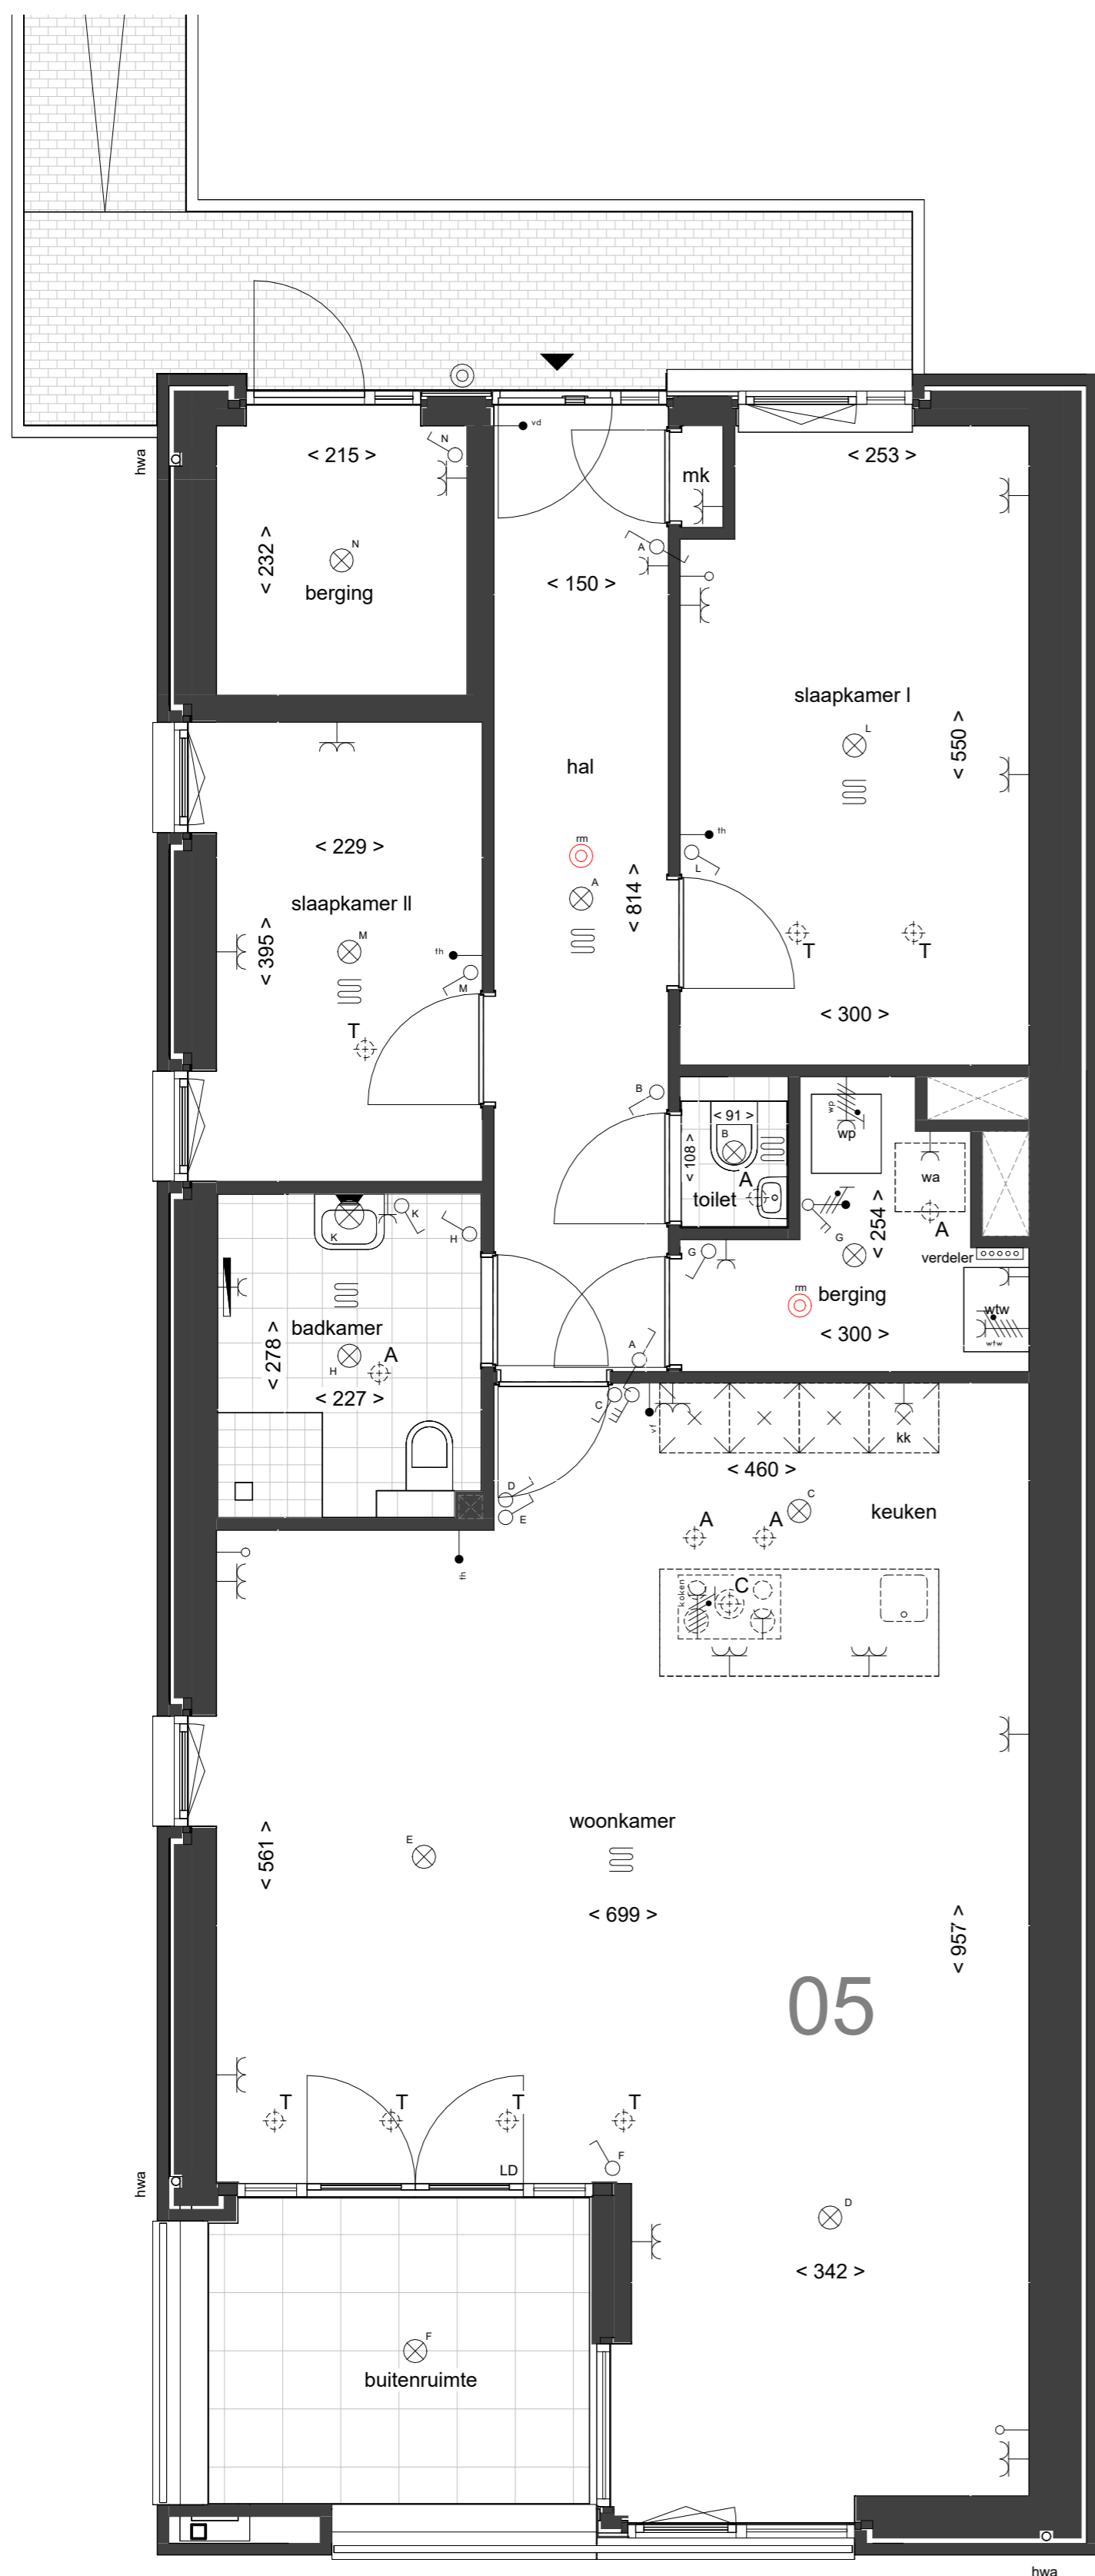 hwa
< 215 >
N
vd
mk
< 253 >
< 232 >
N
berging
A
< 150 >
slaapkamer I
L
< 550 >
hal
rm
A
< 814 >
th
L
< 229 >
slaapkamer II
M
< 395 >
th
M
T
T
T
< 300 >
B
< 91 >
B
< 108 >
A
toilet
wp
wp
wa
A
< 254 >
G
G
verdeler
rm
berging
< 300 >
wtw
wtw
K
K
H
badkamer
< 278 >
H
A
< 227 >
A
C
vf
kk
< 460 >
C
keuken
D
E
A
A
th
koken
C
woonkamer
E
< 561 >
< 699 >
< 957 >
05
T
T
T
T
LD
F
hwa
D
< 342 >
F
buitenruimte
hwa